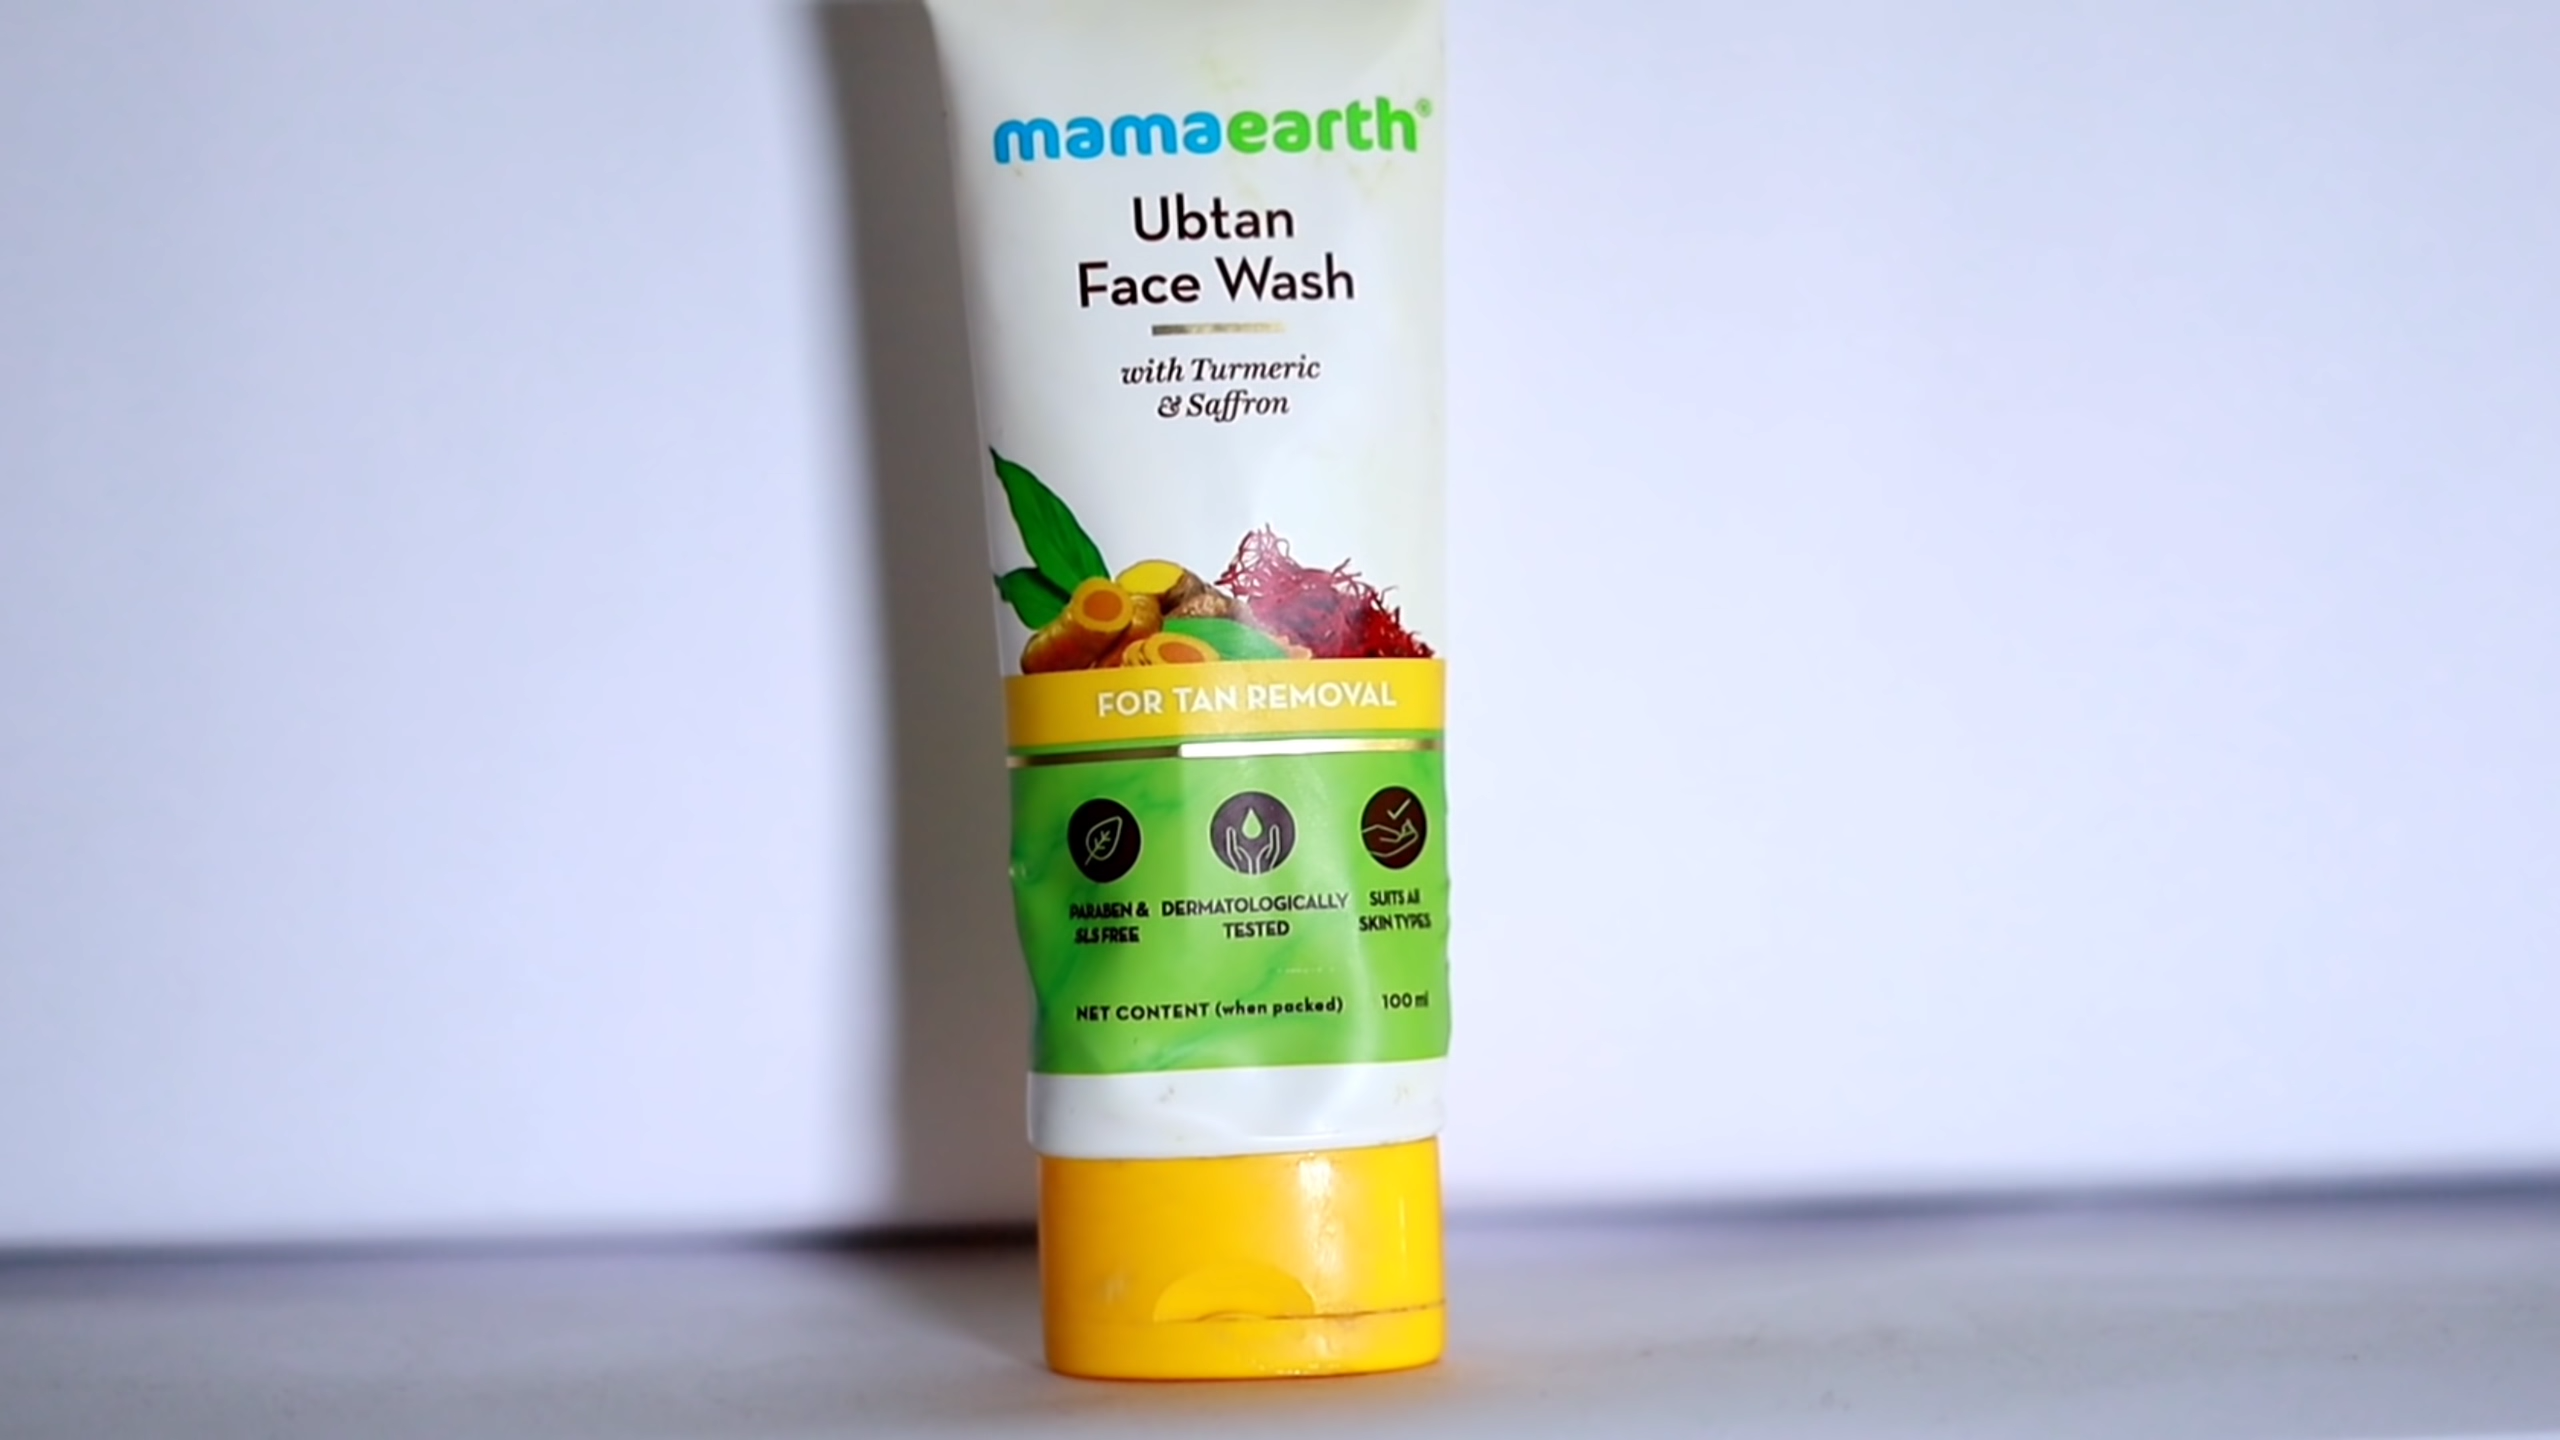 mamaearth®
Ubtan
Face Wash
with Turmeric
& Saffron
FOR TAN REMOVAL
PARABEN &
SLS FREE
DERMATOLOGICALLY
TESTED
SUITS All
SKIN TYPES
NET CONTENT (when packed) 100 ml